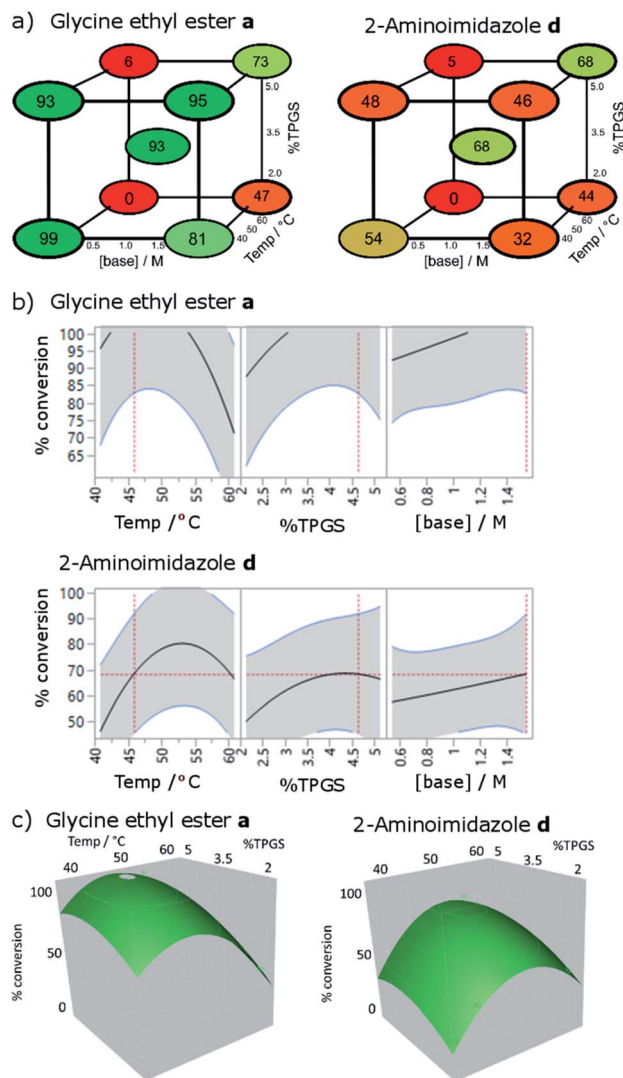 a) Glycine ethyl ester a
2-Aminoimidazole d
6
73
93
95
93
0
47
99
81
5.0
3.5
2.0
%TPGS
60
50
40
Temp / °C
0.5 1.0 1.5
[base] / M
5
68
48
46
68
0
44
54
32
5.0
3.5
2.0
%TPGS
60
50
40
Temp / °C
0.5 1.0 1.5
[base] / M
b) Glycine ethyl ester a
% conversion
100
95
90
85
80
75
70
65
40 45 50 55 60
2 2.5 3 3.5 4 4.5 5
0.6 0.8 1 1.2 1.4
Temp / °C
%TPGS
[base] / M
2-Aminoimidazole d
% conversion
100
90
80
70
60
50
40 45 50 55 60
2 2.5 3 3.5 4 4.5 5
0.6 0.8 1 1.2 1.4
Temp / °C
%TPGS
[base] / M
c) Glycine ethyl ester a
Temp / °C
%TPGS
40 50 60 5 3.5 2
100
50
0
% conversion
2-Aminoimidazole d
Temp / °C
%TPGS
40 50 60 5 3.5 2
100
50
0
% conversion